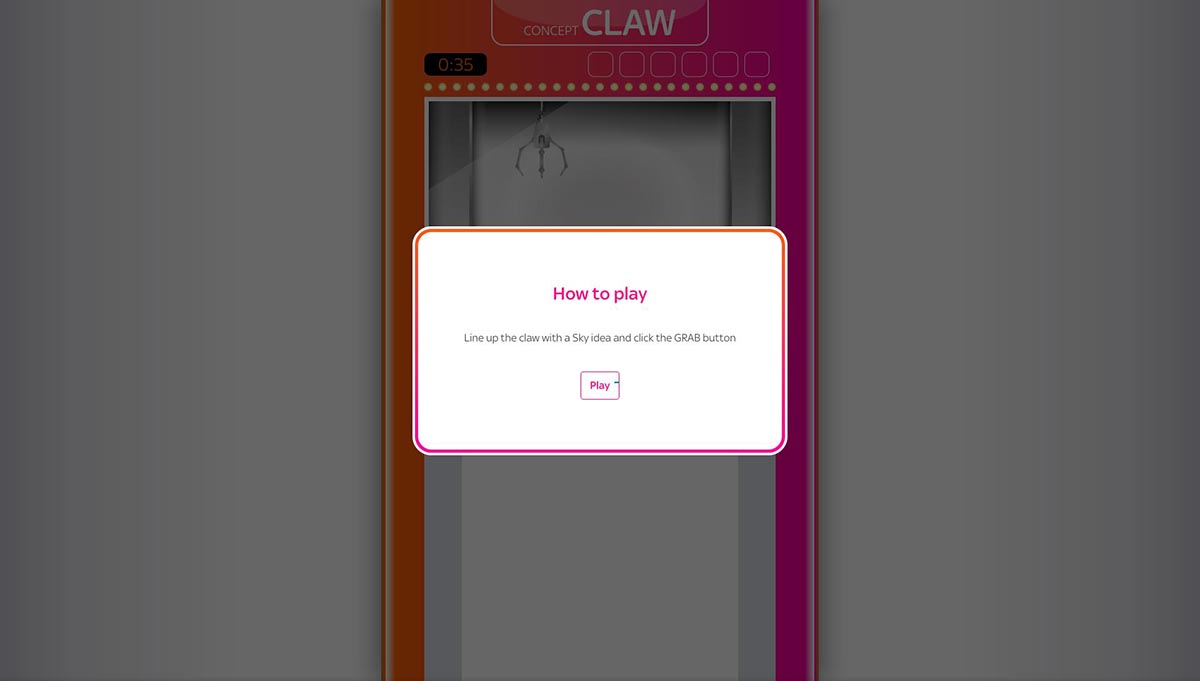 CONCEPT CLAW
0:35
How to play
Line up the claw with a Sky idea and click the GRAB button
Play